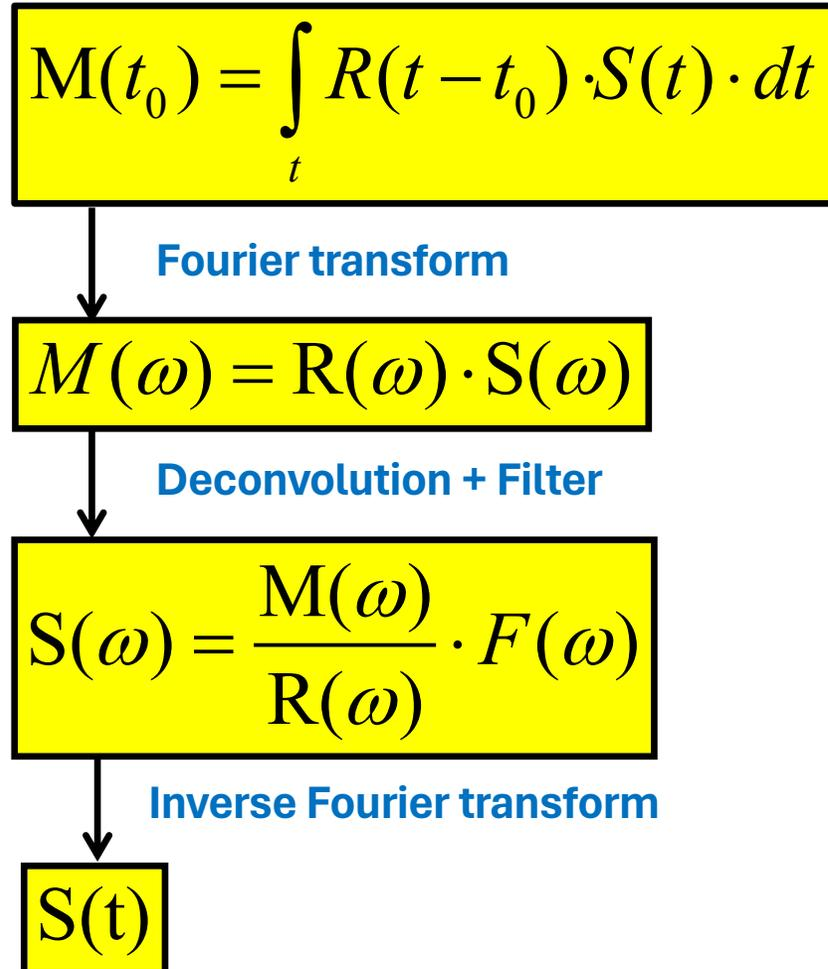 M(t₀) = ∫ₜ R(t − t₀) · S(t) · dt
Fourier transform
M(ω) = R(ω) · S(ω)
Deconvolution + Filter
S(ω) = M(ω)/R(ω) · F(ω)
Inverse Fourier transform
S(t)